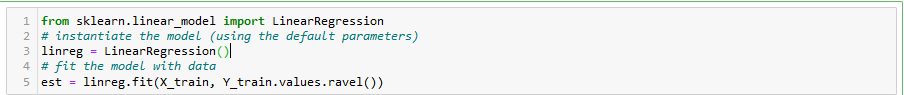 1 from sklearn.linear_model import LinearRegression
2 # instantiate the model (using the default parameters)
3 linreg = LinearRegression()
4 # fit the model with data
5 est = linreg.fit(X_train, Y_train.values.ravel())